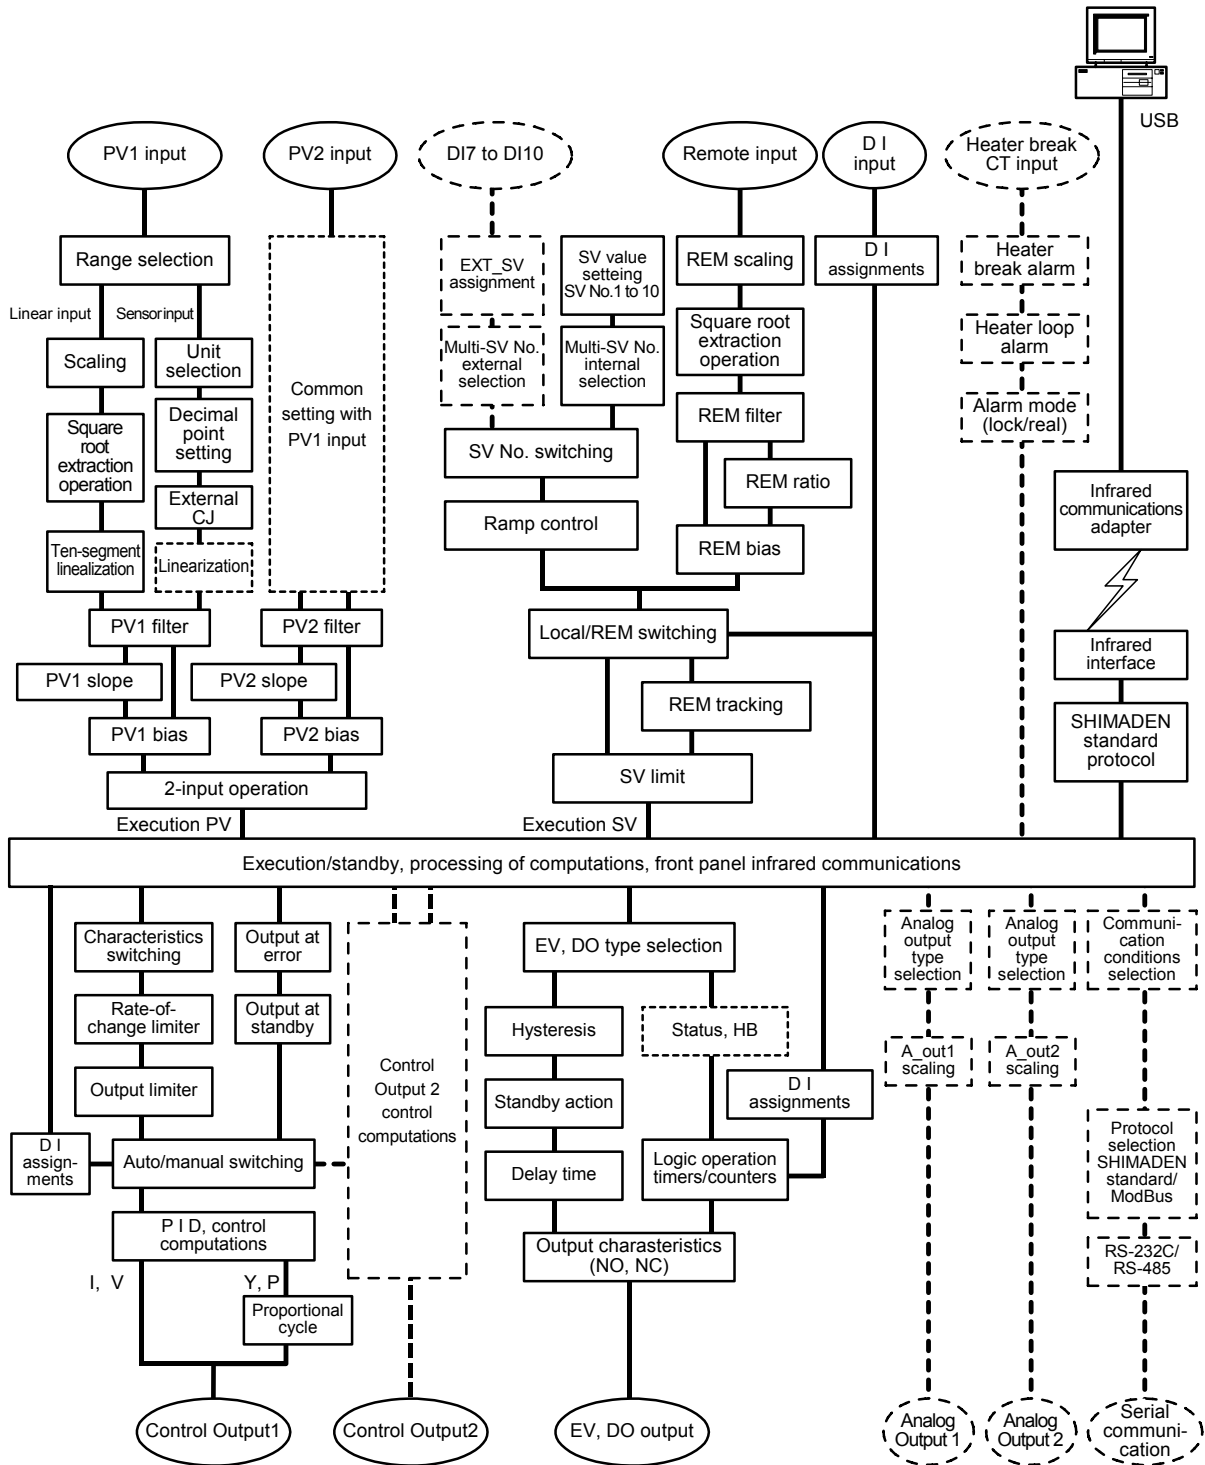 USB
PV1 input
PV2 input
DI7 to DI10
Remote input
D I
input
Heater break
CT input
Range selection
EXT_SV
assignment
SV value
setteing
SV No.1 to 10
REM scaling
D I
assignments
Heater
break alarm
Linear input
Sensorinput
Scaling
Unit
selection
Common
setting with
PV1 input
Multi-SV No.
external
selection
Multi-SV No.
internal
selection
Square root
extraction
operation
Heater loop
alarm
Square
root
extraction
operation
Decimal
point
setting
REM filter
Alarm mode
(lock/real)
SV No. switching
REM ratio
External
CJ
Ramp control
REM bias
Infrared
communications
adapter
Ten-segment
linealization
Linearization
PV1 filter
PV2 filter
Local/REM switching
Infrared
interface
PV1 slope
PV2 slope
REM tracking
PV1 bias
PV2 bias
SHIMADEN
standard
protocol
2-input operation
SV limit
Execution PV
Execution SV
Execution/standby, processing of computations, front panel infrared communications
Characteristics
switching
Output at
error
EV, DO type selection
Analog
output
type
selection
Analog
output
type
selection
Communi-
cation
conditions
selection
Rate-of-
change limiter
Output at
standby
Hysteresis
Status, HB
A_out1
scaling
A_out2
scaling
Control
Output 2
control
computations
Output limiter
Standby action
D I
assignments
D I
assign-
ments
Auto/manual switching
Delay time
Logic operation
timers/counters
Protocol
selection
SHIMADEN
standard/
ModBus
P I D, control
computations
Output charasteristics
(NO, NC)
RS-232C/
RS-485
I, V
Y, P
Proportional
cycle
Control Output1
Control Output2
EV, DO output
Analog
Output 1
Analog
Output 2
Serial
communi-
cation